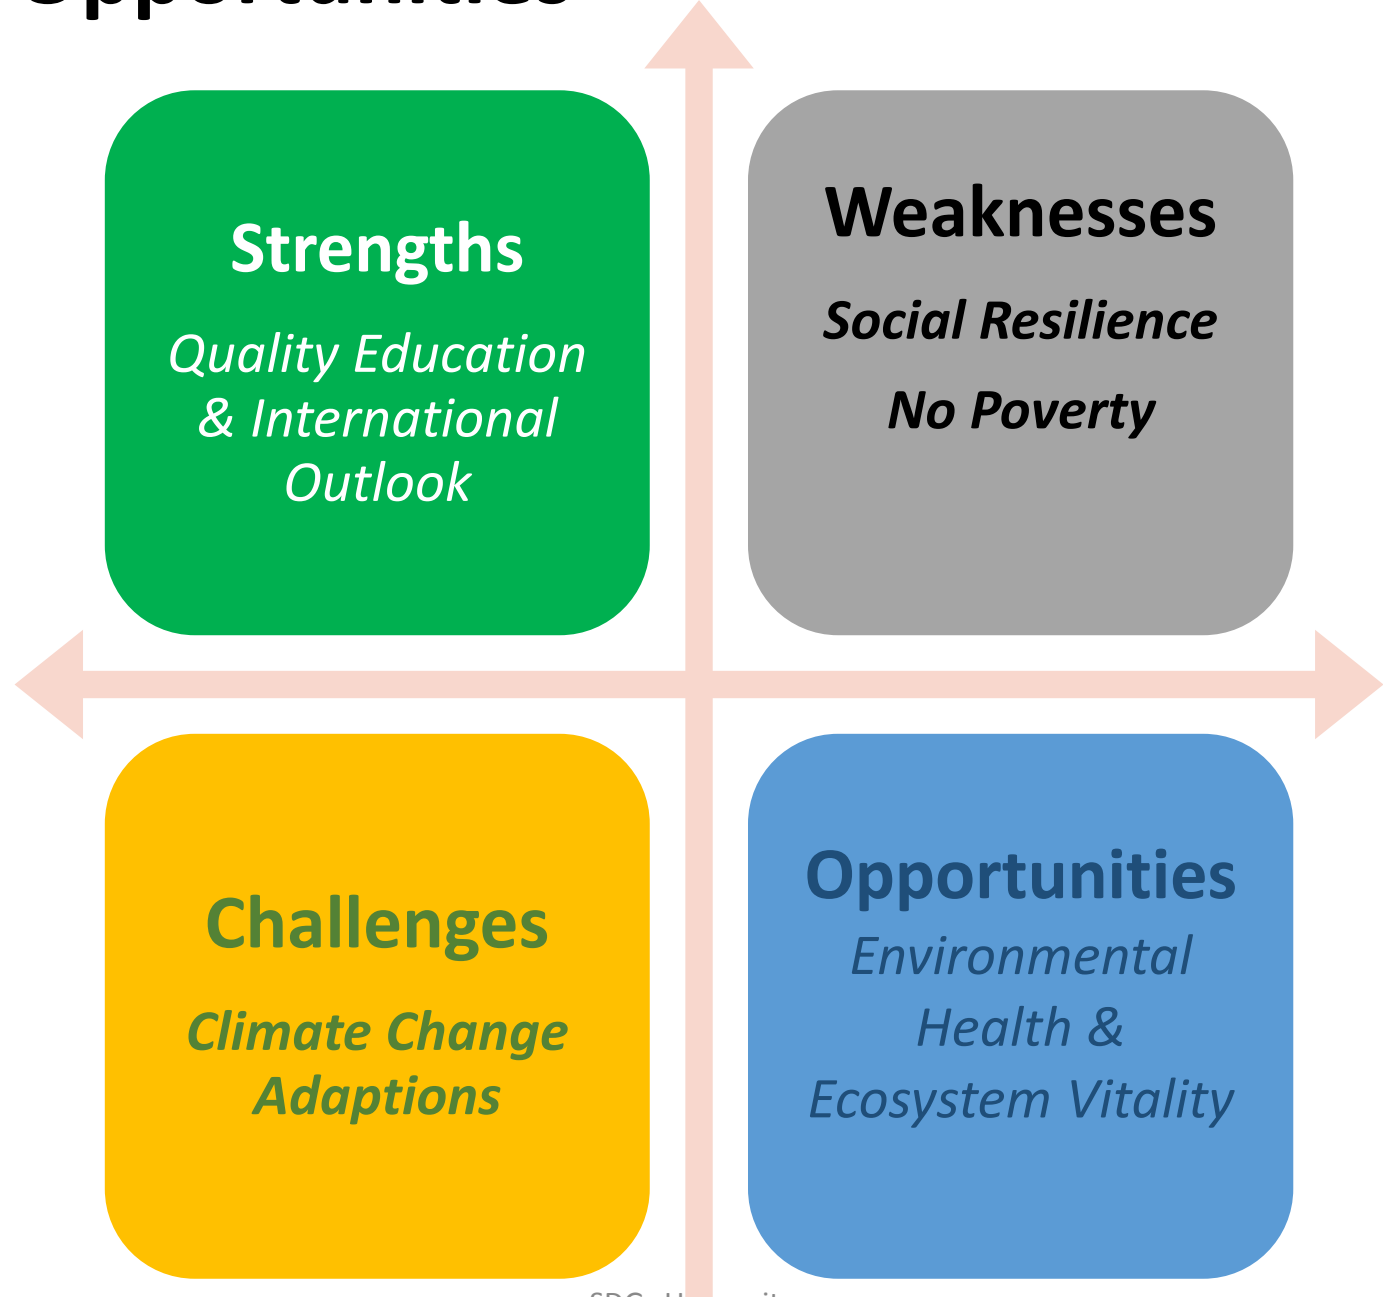 Opportunities
Strengths
Quality Education
& International
Outlook
Weaknesses
Social Resilience
No Poverty
Challenges
Climate Change
Adaptions
Opportunities
Environmental
Health &
Ecosystem Vitality